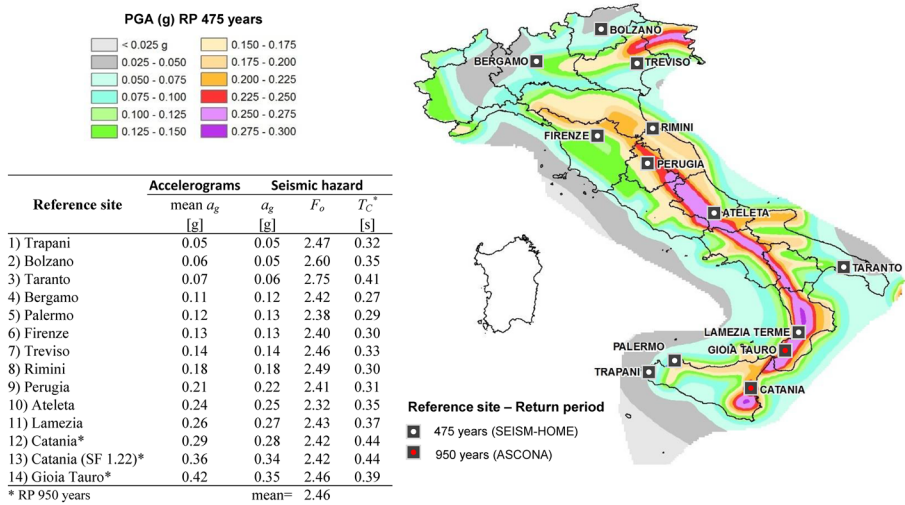 PGA (g) RP 475 years
< 0.025 g
0.025 - 0.050
0.050 - 0.075
0.075 - 0.100
0.100 - 0.125
0.125 - 0.150
0.150 - 0.175
0.175 - 0.200
0.200 - 0.225
0.225 - 0.250
0.250 - 0.275
0.275 - 0.300
Accelerograms Seismic hazard
Reference site mean ag ag Fo TC*
[g] [g] [s]
1) Trapani 0.05 0.05 2.47 0.32
2) Bolzano 0.06 0.05 2.60 0.35
3) Taranto 0.07 0.06 2.75 0.41
4) Bergamo 0.11 0.12 2.42 0.27
5) Palermo 0.12 0.13 2.38 0.29
6) Firenze 0.13 0.13 2.40 0.30
7) Treviso 0.14 0.14 2.46 0.33
8) Rimini 0.18 0.18 2.49 0.30
9) Perugia 0.21 0.22 2.41 0.31
10) Ateleta 0.24 0.25 2.32 0.35
11) Lamezia 0.26 0.27 2.43 0.37
12) Catania* 0.29 0.28 2.42 0.44
13) Catania (SF 1.22)* 0.36 0.34 2.42 0.44
14) Gioia Tauro* 0.42 0.35 2.46 0.39
* RP 950 years mean= 2.46
BOLZANO
BERGAMO
TREVISO
RIMINI
FIRENZE
PERUGIA
ATELETA
TARANTO
LAMEZIA TERME
GIOIA TAURO
PALERMO
TRAPANI
CATANIA
Reference site – Return period
475 years (SEISM-HOME)
950 years (ASCONA)